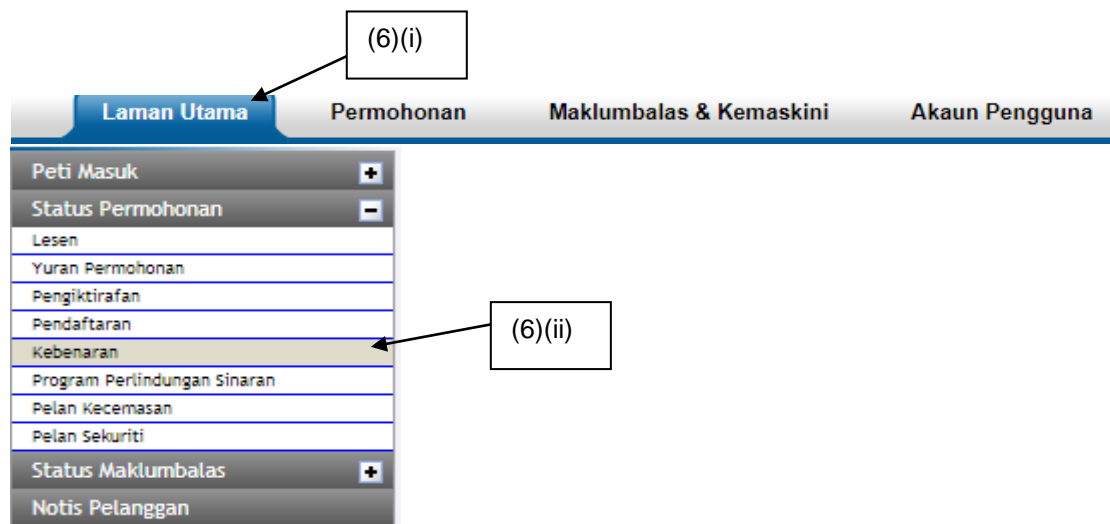 (6)(i)
Laman Utama Permohonan Maklumbalas & Kemaskini Akaun Pengguna
Peti Masuk
Status Permohonan
Lesen
Yuran Permohonan
Pengiktirafan
Pendaftaran
Kebenaran
(6)(ii)
Program Perlindungan Sinaran
Pelan Kecemasan
Pelan Sekuriti
Status Maklumbalas
Notis Pelanggan